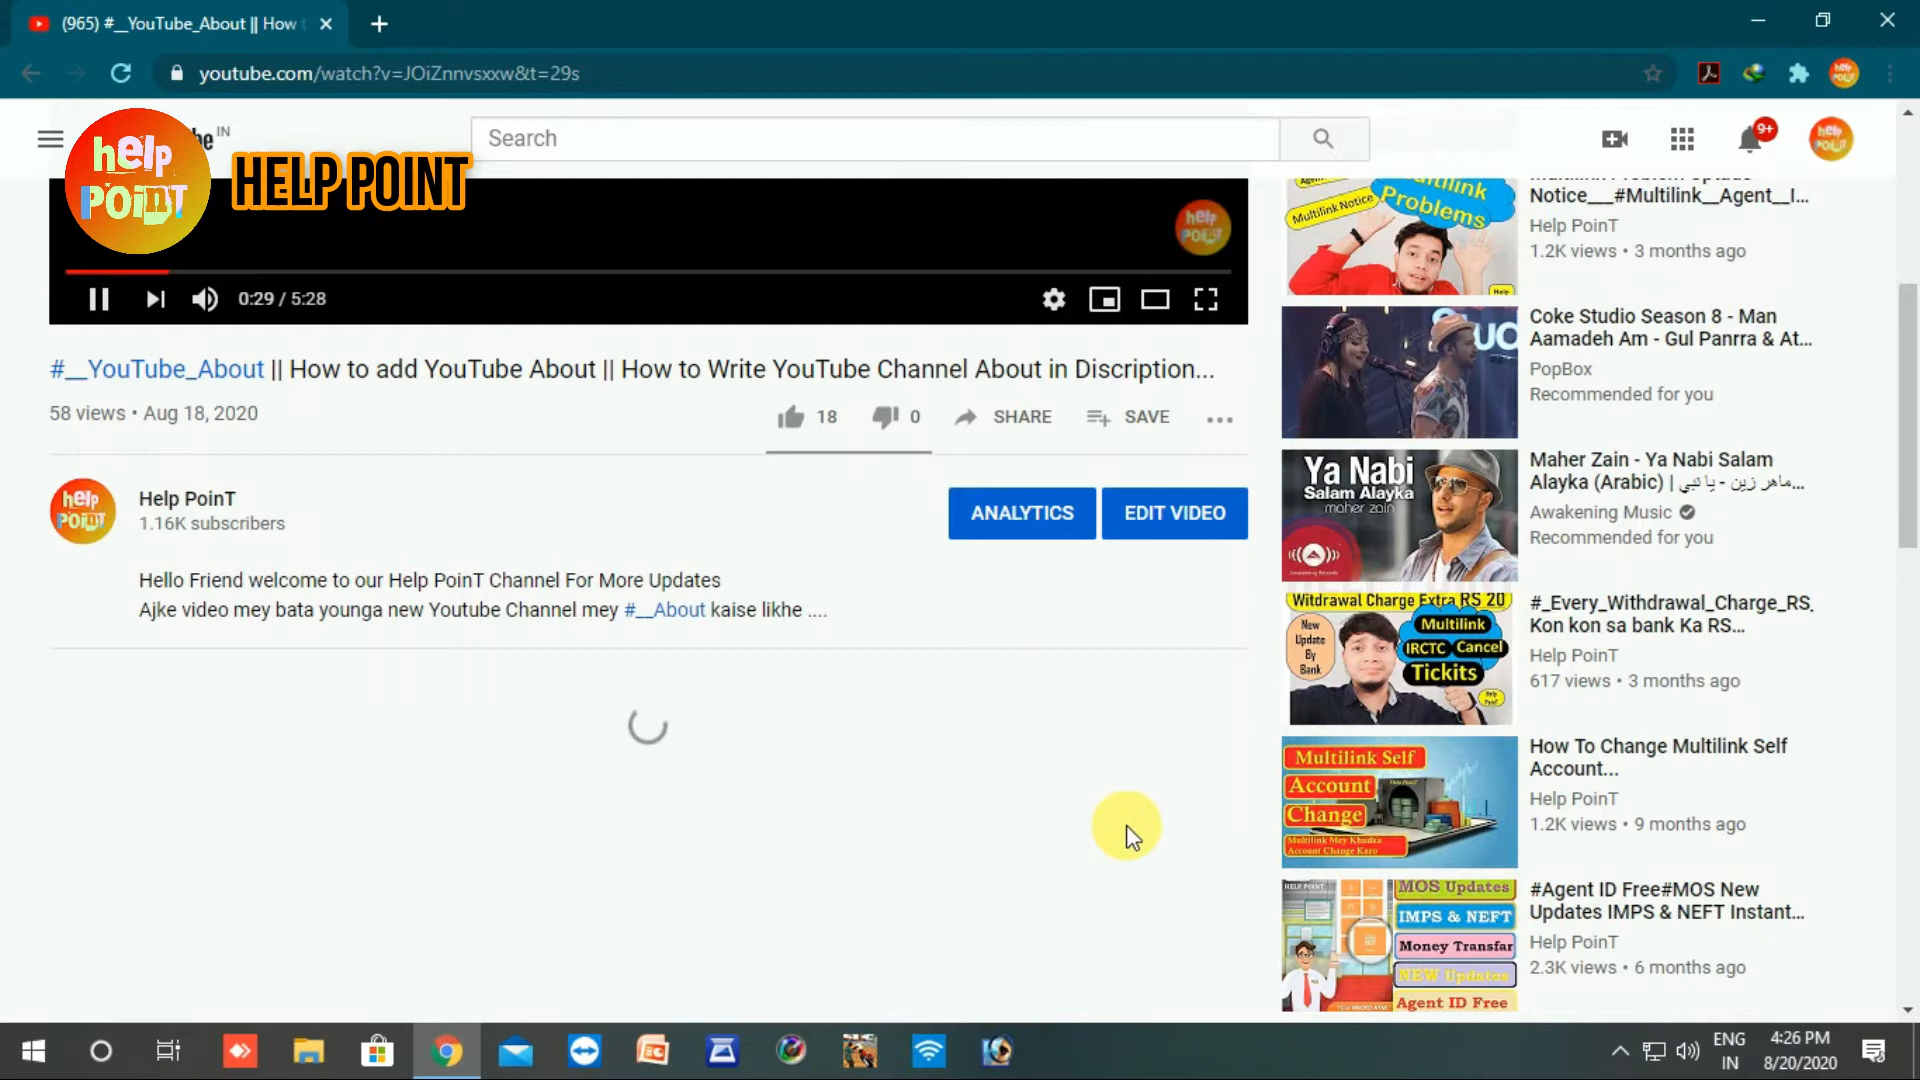 (965) #__YouTube_About || How
youtube.com/watch?v=JOiZnnvsxxw&t=29s
IN
Search
9+
help
POinT
HELP POINT
help
POinT
0:29 / 5:28
#__YouTube_About || How to add YouTube About || How to Write YouTube Channel About in Discription...
58 views • Aug 18, 2020
18
0
SHARE
SAVE
Help PoinT
1.16K subscribers
ANALYTICS
EDIT VIDEO
Hello Friend welcome to our Help PoinT Channel For More Updates
Ajke video mey bata younga new Youtube Channel mey #__About kaise likhe ....
Multilink Notice
Problems
Notice___#Multilink__Agent__I...
Help PoinT
1.2K views • 3 months ago
Coke Studio Season 8 - Man
Aamadeh Am - Gul Panrra & At...
PopBox
Recommended for you
Ya Nabi
Salam Alayka
maher zain
Maher Zain - Ya Nabi Salam
Alayka (Arabic) | ماهر زين - يا نبي...
Awakening Music
Recommended for you
Witdrawal Charge Extra RS 20
New
Update
By
Bank
Multilink
IRCTC Cancel
Tickits
#_Every_Withdrawal_Charge_RS_
Kon kon sa bank Ka RS...
Help PoinT
617 views • 3 months ago
Multilink Self
Account
Change
Multilink Mey Khudka
Account Change Karo
How To Change Multilink Self
Account...
Help PoinT
1.2K views • 9 months ago
HELP POINT
MOS Updates
IMPS & NEFT
Money Transfar
NEW Updates
Agent ID Free
#Agent ID Free#MOS New
Updates IMPS & NEFT Instant...
Help PoinT
2.3K views • 6 months ago
ENG
IN
4:26 PM
8/20/2020